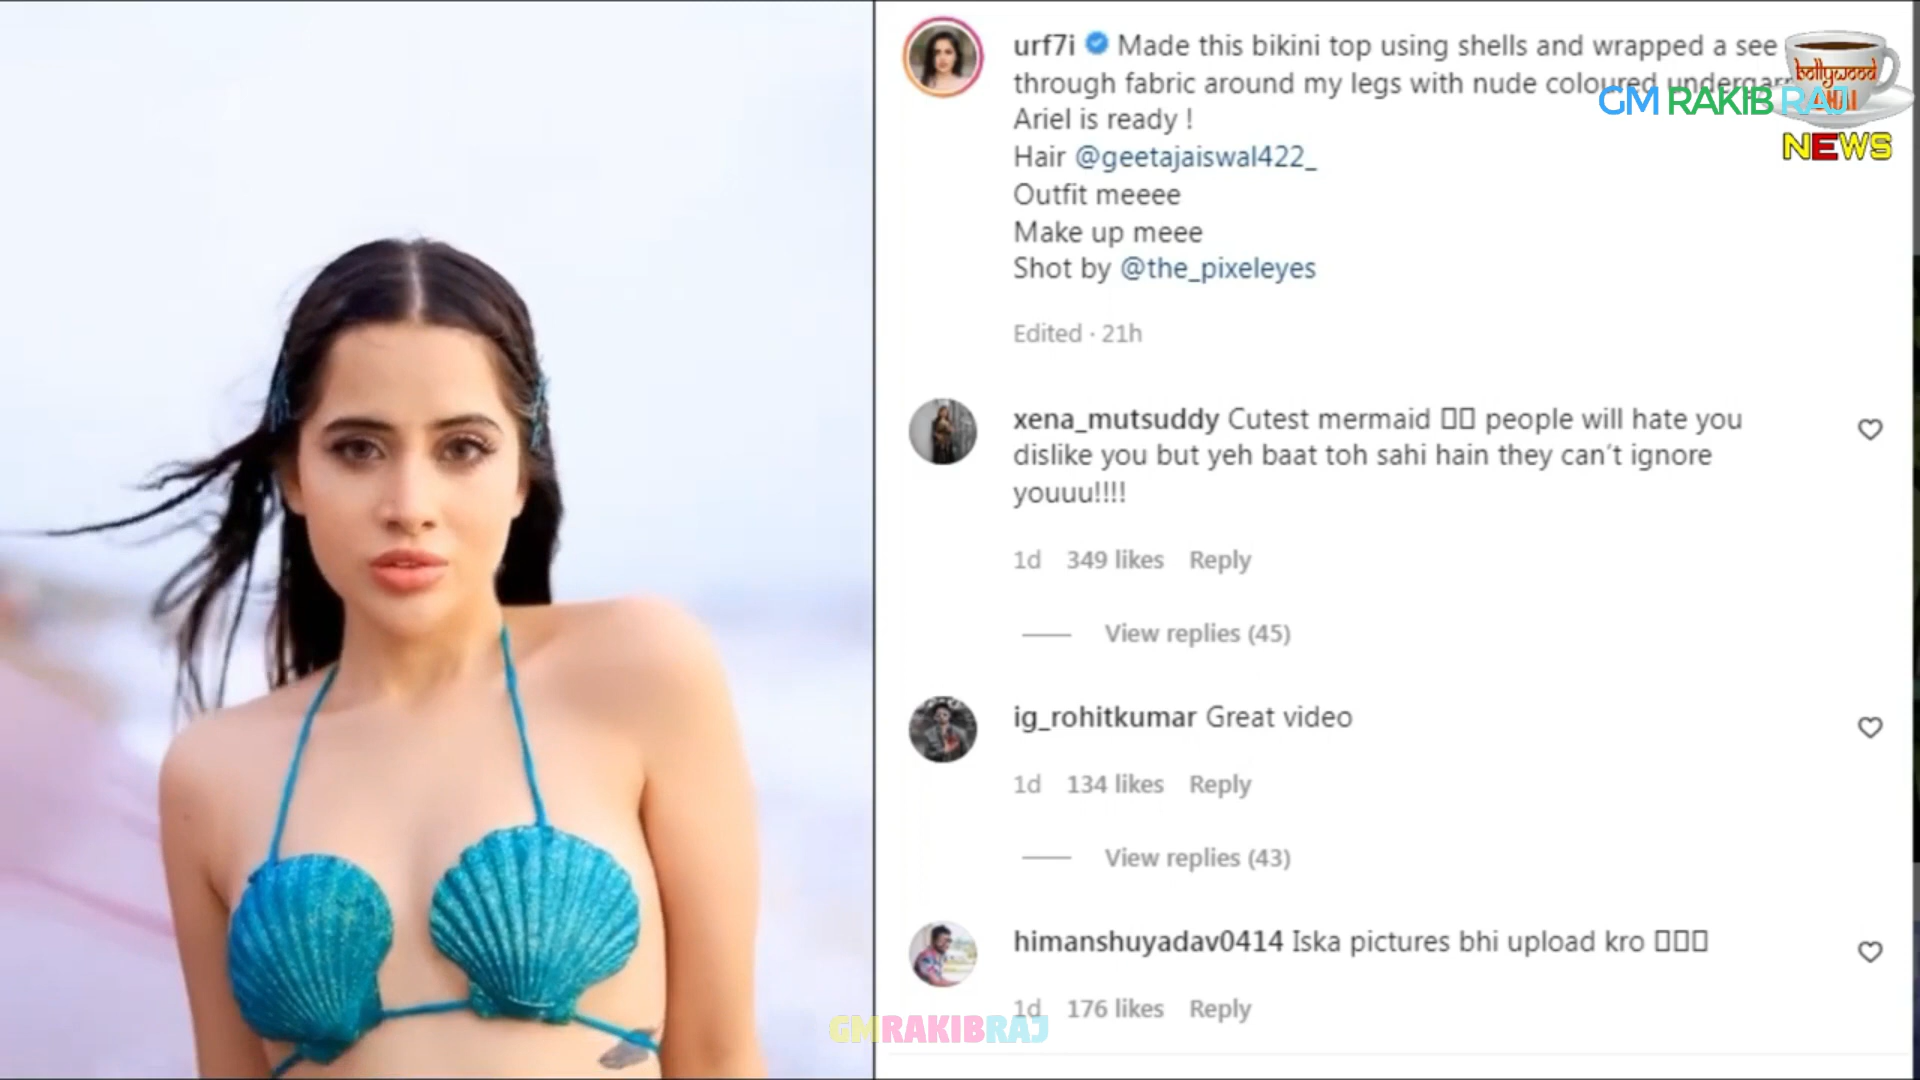 urf7i Made this bikini top using shells and wrapped a see
through fabric around my legs with nude coloured
Ariel is ready !
Hair @geetajaiswal422_
Outfit meeee
Make up meee
Shot by @the_pixeleyes
Edited · 21h
bollywood
GM RAKIB RAJ
NEWS
xena_mutsuddy Cutest mermaid people will hate you
dislike you but yeh baat toh sahi hain they can't ignore
youuu!!!!
1d 349 likes Reply
View replies (45)
ig_rohitkumar Great video
1d 134 likes Reply
View replies (43)
himanshuyadav0414 Iska pictures bhi upload kro
1d 176 likes Reply
GMRAKIBRAJ